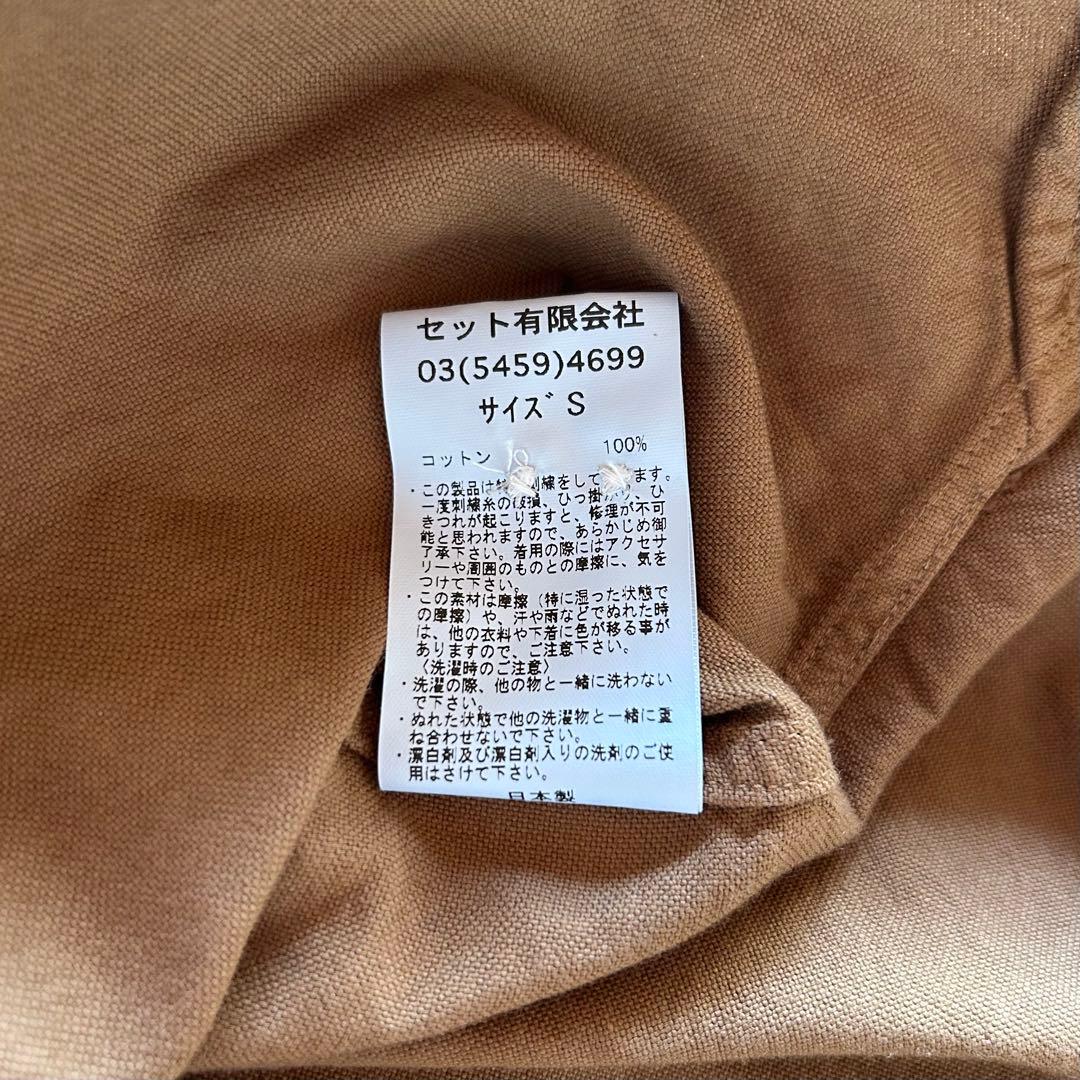 セット有限会社
03(5459)4699
サイズ S
コットン 100%
・この製品は 刺繍をして ます。
一度刺繍糸の破損、ひっ掛かり、ひ
きつれが起こりますと、修理が不可
能と思われますので、あらかじめ御
了承下さい。着用の際にはアクセサ
リーや周囲のものとの摩擦に、気を
つけて下さい。
・この素材は摩擦（特に湿った状態で
の摩擦）や、汗や雨などでぬれた時
は、他の衣料や下着に色が移る事が
ありますので、ご注意下さい。
〈洗濯時のご注意〉
・洗濯の際、他の物と一緒に洗わない
で下さい。
・ぬれた状態で他の洗濯物と一緒に重
ね合わせないで下さい。
・漂白剤及び漂白剤入りの洗剤のご使
用はさけて下さい。
日本製